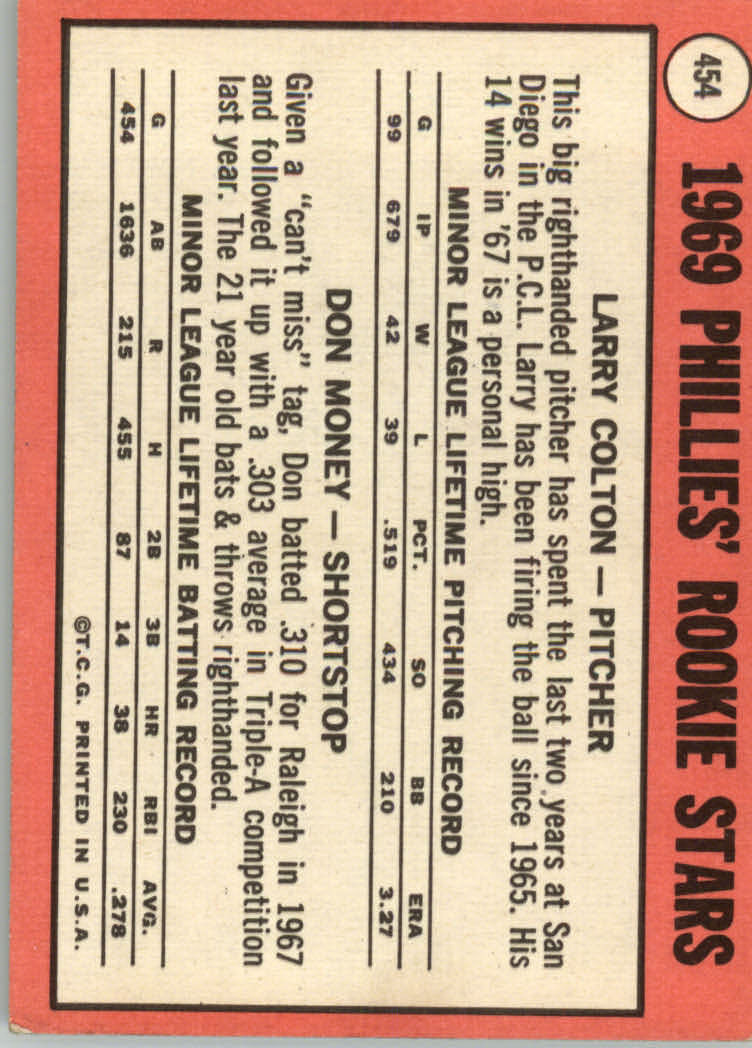 454
1969 PHILLIES' ROOKIE STARS
LARRY COLTON — PITCHER
This big righthanded pitcher has spent the last two years at San
Diego in the P.C.L. Larry has been firing the ball since 1965. His
14 wins in '67 is a personal high.
MINOR LEAGUE LIFETIME PITCHING RECORD
G IP W L PCT. SO BB ERA
99 679 42 39 .519 434 210 3.27
DON MONEY — SHORTSTOP
Given a "can't miss" tag, Don batted .310 for Raleigh in 1967
and followed it up with a .303 average in Triple-A competition
last year. The 21 year old bats & throws righthanded.
MINOR LEAGUE LIFETIME BATTING RECORD
G AB R H 2B 3B HR RBI AVG.
454 1636 215 455 87 14 38 230 .278
©T.C.G. PRINTED IN U.S.A.